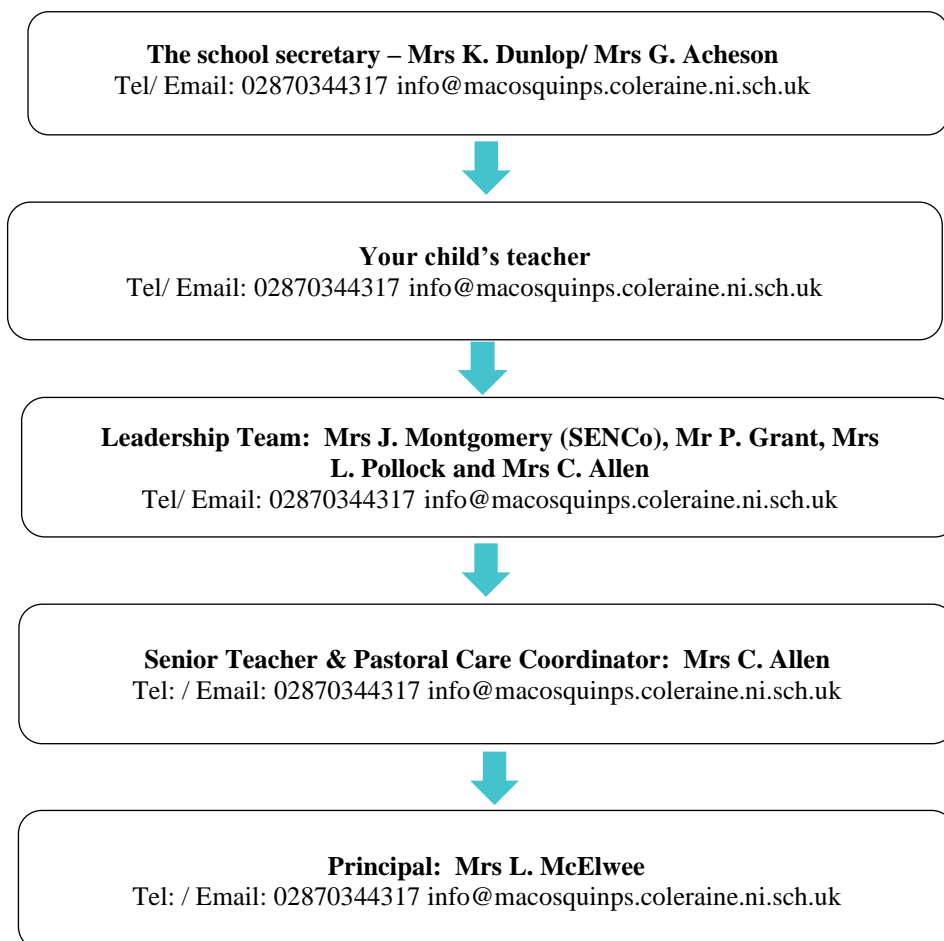 The school secretary – Mrs K. Dunlop/ Mrs G. Acheson
Tel/ Email: 02870344317 info@macosquinps.coleraine.ni.sch.uk
Your child’s teacher
Tel/ Email: 02870344317 info@macosquinps.coleraine.ni.sch.uk
Leadership Team:  Mrs J. Montgomery (SENCo), Mr P. Grant, Mrs
L. Pollock and Mrs C. Allen
Tel/ Email: 02870344317 info@macosquinps.coleraine.ni.sch.uk
Senior Teacher & Pastoral Care Coordinator:  Mrs C. Allen
Tel: / Email: 02870344317 info@macosquinps.coleraine.ni.sch.uk
Principal:  Mrs L. McElwee
Tel: / Email: 02870344317 info@macosquinps.coleraine.ni.sch.uk